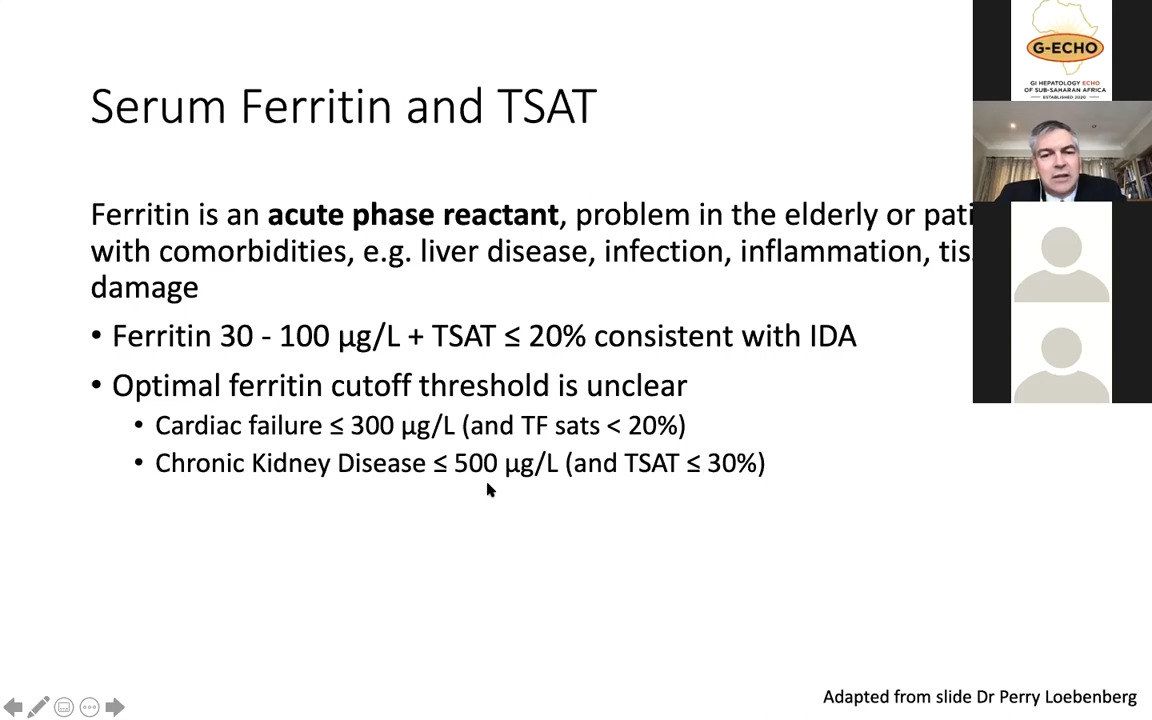 Serum Ferritin and TSAT
Ferritin is an acute phase reactant, problem in the elderly or pati
with comorbidities, e.g. liver disease, infection, inflammation, tis
damage
• Ferritin 30 - 100 µg/L + TSAT ≤ 20% consistent with IDA
• Optimal ferritin cutoff threshold is unclear
• Cardiac failure ≤ 300 µg/L (and TF sats < 20%)
• Chronic Kidney Disease ≤ 500 µg/L (and TSAT ≤ 30%)
Adapted from slide Dr Perry Loebenberg
G-ECHO
GI HEPATOLOGY ECHO
OF SUB-SAHARAN AFRICA
ESTABLISHED 2020